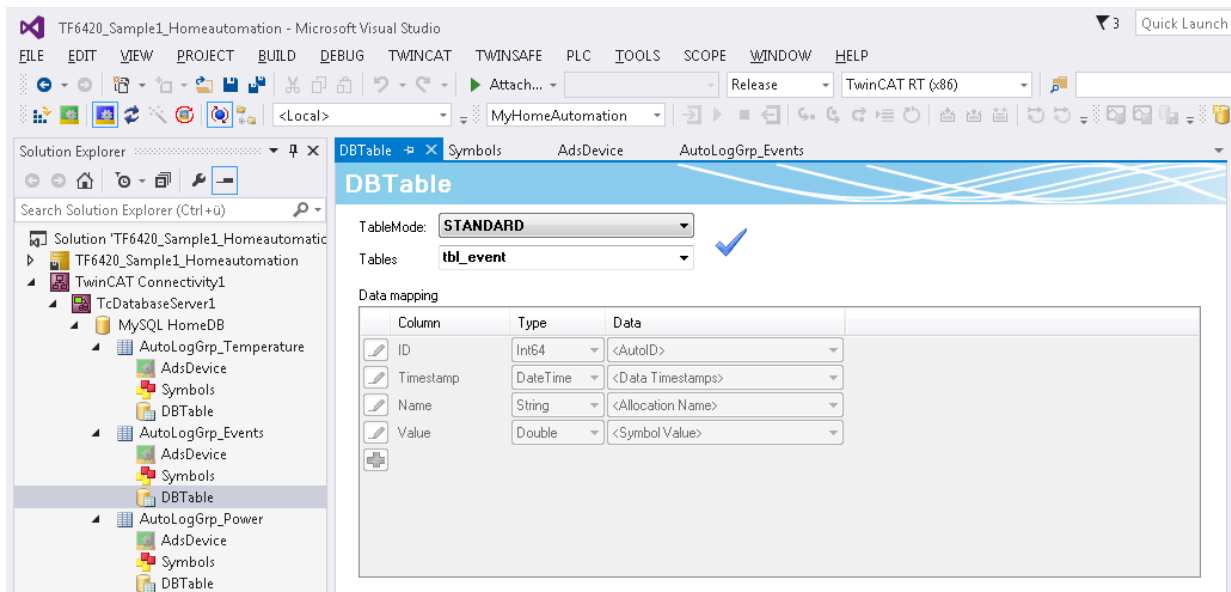 TF6420_Sample1_Homeautomation - Microsoft Visual Studio
3
Quick Launch
FILE EDIT VIEW PROJECT BUILD DEBUG TWINCAT TWINSAFE PLC TOOLS SCOPE WINDOW HELP
Attach... Release TwinCAT RT (x86)
<Local> MyHomeAutomation
Solution Explorer
Search Solution Explorer (Ctrl+ü)
Solution 'TF6420_Sample1_Homeautomatic
TF6420_Sample1_Homeautomation
TwinCAT Connectivity1
TcDatabaseServer1
MySQL HomeDB
AutoLogGrp_Temperature
AdsDevice
Symbols
DBTable
AutoLogGrp_Events
AdsDevice
Symbols
DBTable
AutoLogGrp_Power
AdsDevice
Symbols
DBTable
DBTable Symbols AdsDevice AutoLogGrp_Events
DBTable
TableMode: STANDARD
Tables tbl_event
Data mapping
Column Type Data
ID Int64 <AutoID>
Timestamp DateTime <Data Timestamps>
Name String <Allocation Name>
Value Double <Symbol Value>